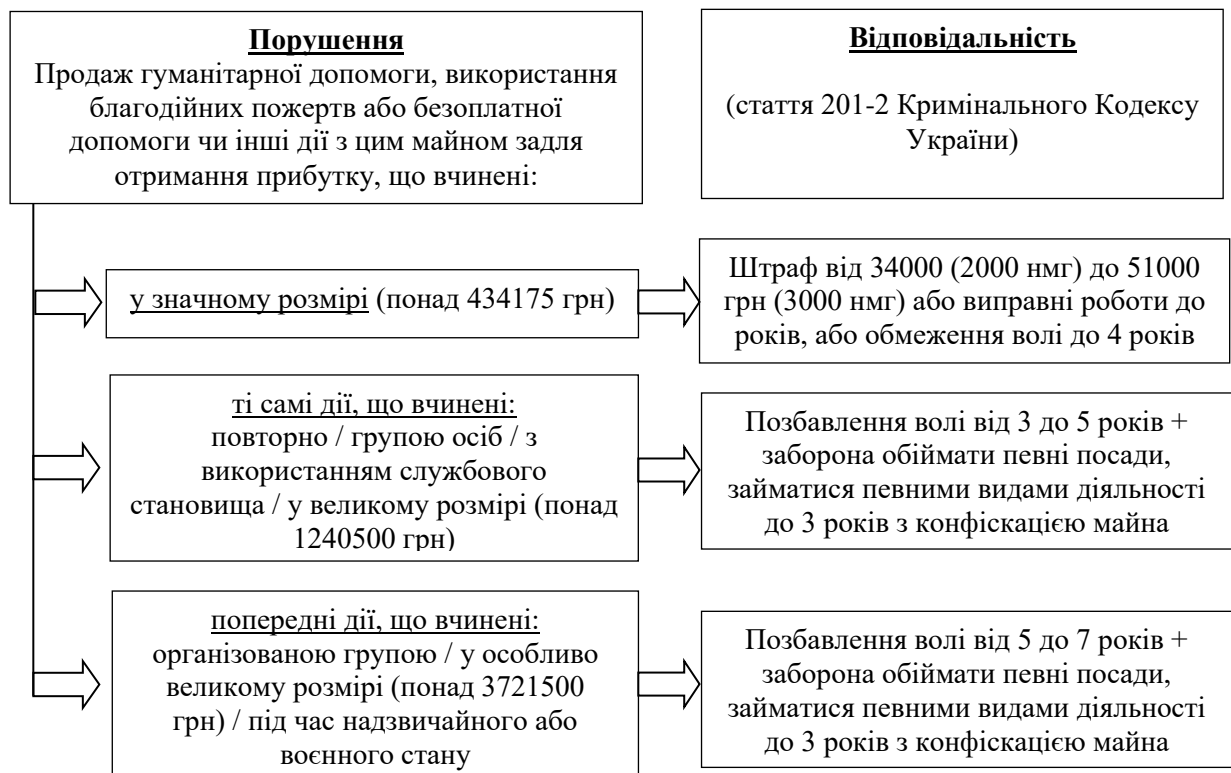 Порушення
Продаж гуманітарної допомоги, використання
благодійних пожертв або безоплатної
допомоги чи інші дії з цим майном задля
отримання прибутку, що вчинені:
Відповідальність
(стаття 201-2 Кримінального Кодексу
України)
у значному розмірі (понад 434175 грн)
Штраф від 34000 (2000 нмг) до 51000
грн (3000 нмг) або виправні роботи до
років, або обмеження волі до 4 років
ті самі дії, що вчинені:
повторно / групою осіб / з
використанням службового
становища / у великому розмірі (понад
1240500 грн)
Позбавлення волі від 3 до 5 років +
заборона обіймати певні посади,
займатися певними видами діяльності
до 3 років з конфіскацією майна
попередні дії, що вчинені:
організованою групою / у особливо
великому розмірі (понад 3721500
грн) / під час надзвичайного або
воєнного стану
Позбавлення волі від 5 до 7 років +
заборона обіймати певні посади,
займатися певними видами діяльності
до 3 років з конфіскацією майна